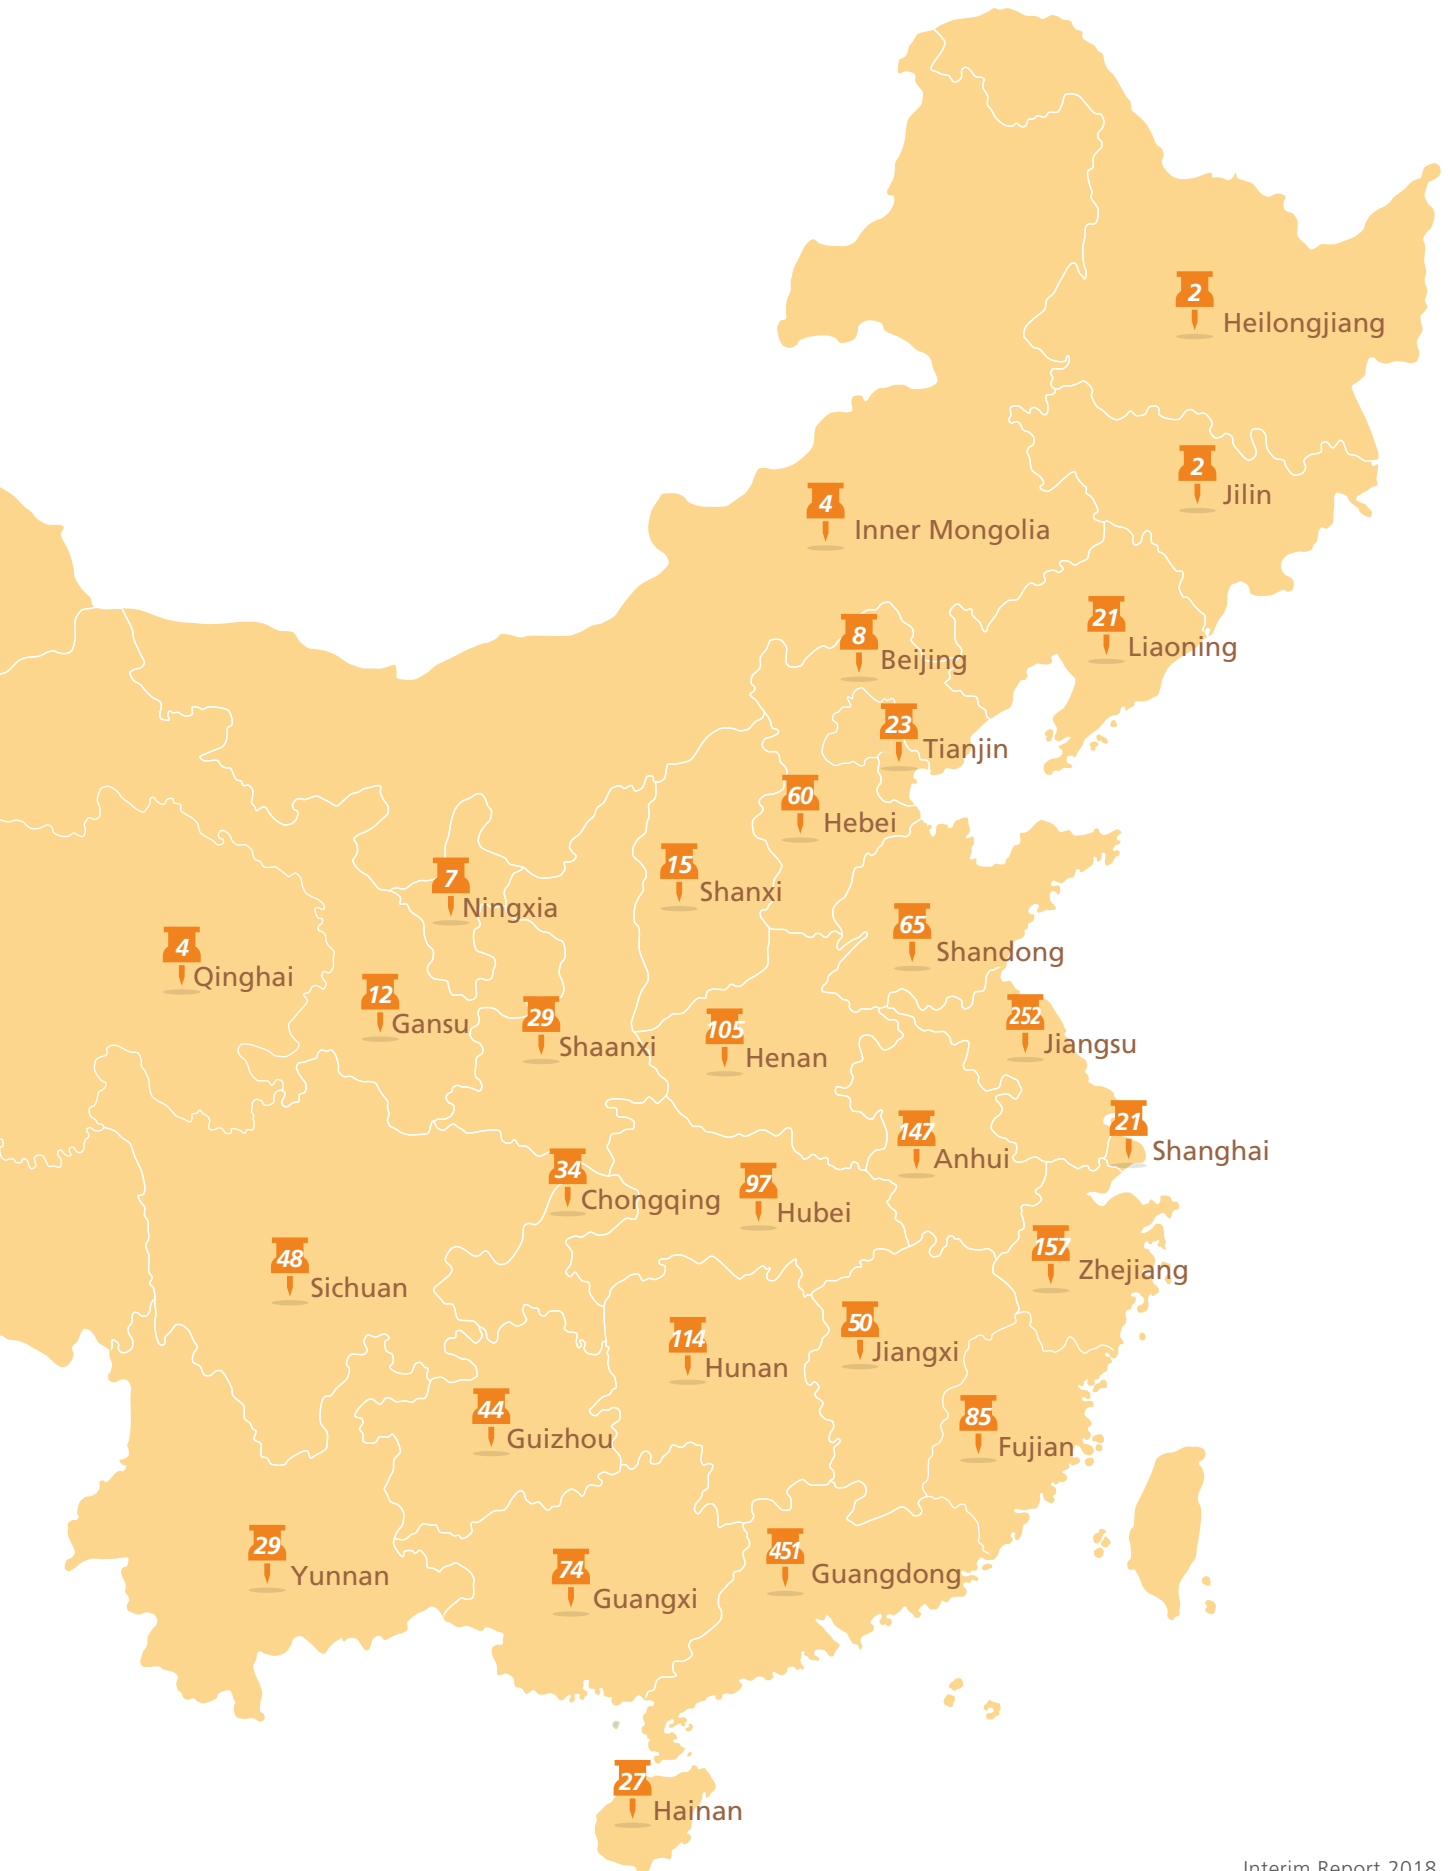 2
Heilongjiang
2
Jilin
4
Inner Mongolia
21
Liaoning
8
Beijing
23
Tianjin
60
Hebei
15
Shanxi
7
Ningxia
65
Shandong
4
Qinghai
12
Gansu
29
Shaanxi
105
Henan
252
Jiangsu
147
Anhui
21
Shanghai
34
Chongqing
97
Hubei
48
Sichuan
157
Zhejiang
114
Hunan
50
Jiangxi
44
Guizhou
85
Fujian
29
Yunnan
74
Guangxi
451
Guangdong
27
Hainan
Interim Report 2018